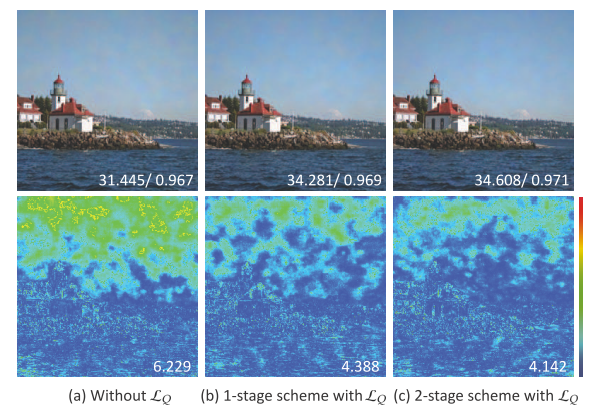 31.445/ 0.967
34.281/ 0.969
34.608/ 0.971
6.229
4.388
4.142
(a) Without ℒ_Q
(b) 1-stage scheme with ℒ_Q
(c) 2-stage scheme with ℒ_Q